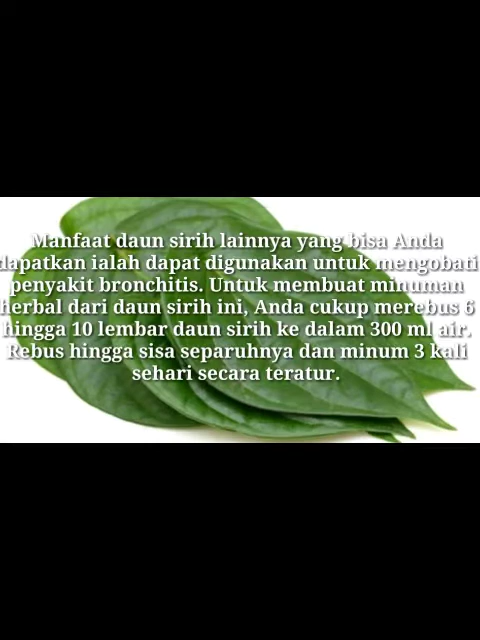 Manfaat daun sirih lainnya yang bisa Anda
dapatkan ialah dapat digunakan untuk mengobati
penyakit bronchitis. Untuk membuat minuman
herbal dari daun sirih ini, Anda cukup merebus 6
hingga 10 lembar daun sirih ke dalam 300 ml air.
Rebus hingga sisa separuhnya dan minum 3 kali
sehari secara teratur.